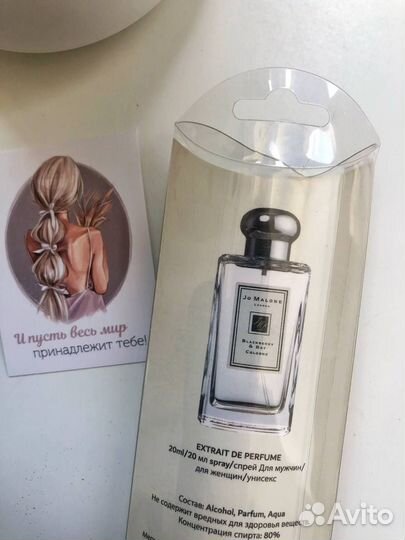 И пусть весь мир
принадлежит тебе!
JO MALONE
LONDON
BLACKBERRY
& BAY
COLOGNE
EXTRAIT DE PERFUME
20ml/20 мл spray/спрей Для мужчин/
для женщин/унисекс
Состав: Alcohol, Parfum, Aqua
Не содержит вредных для здоровья веществ
Концентрация спирта: 80%
Avito